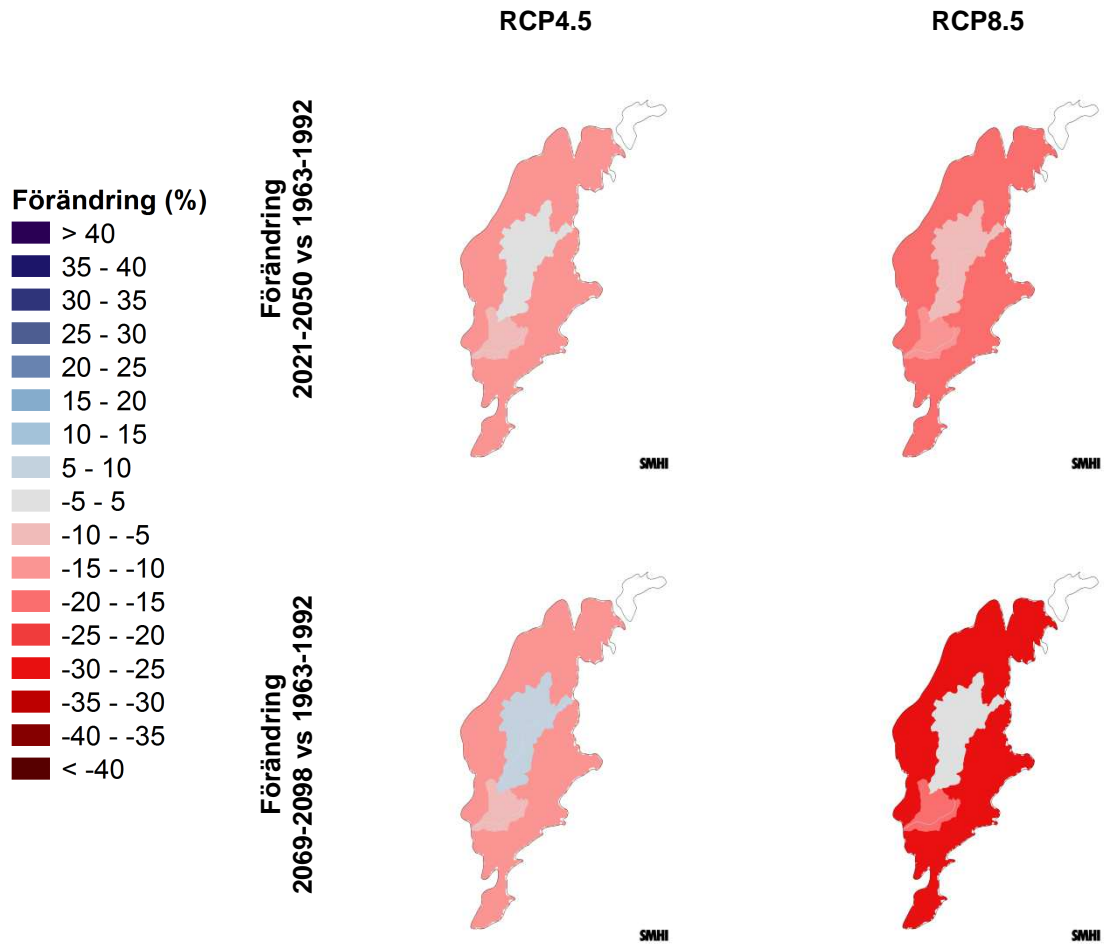 RCP4.5
RCP8.5
Förändring (%)
> 40
35 - 40
30 - 35
25 - 30
20 - 25
15 - 20
10 - 15
5 - 10
-5 - 5
-10 - -5
-15 - -10
-20 - -15
-25 - -20
-30 - -25
-35 - -30
-40 - -35
< -40
Förändring
2021-2050 vs 1963-1992
SMHI
SMHI
Förändring
2069-2098 vs 1963-1992
SMHI
SMHI